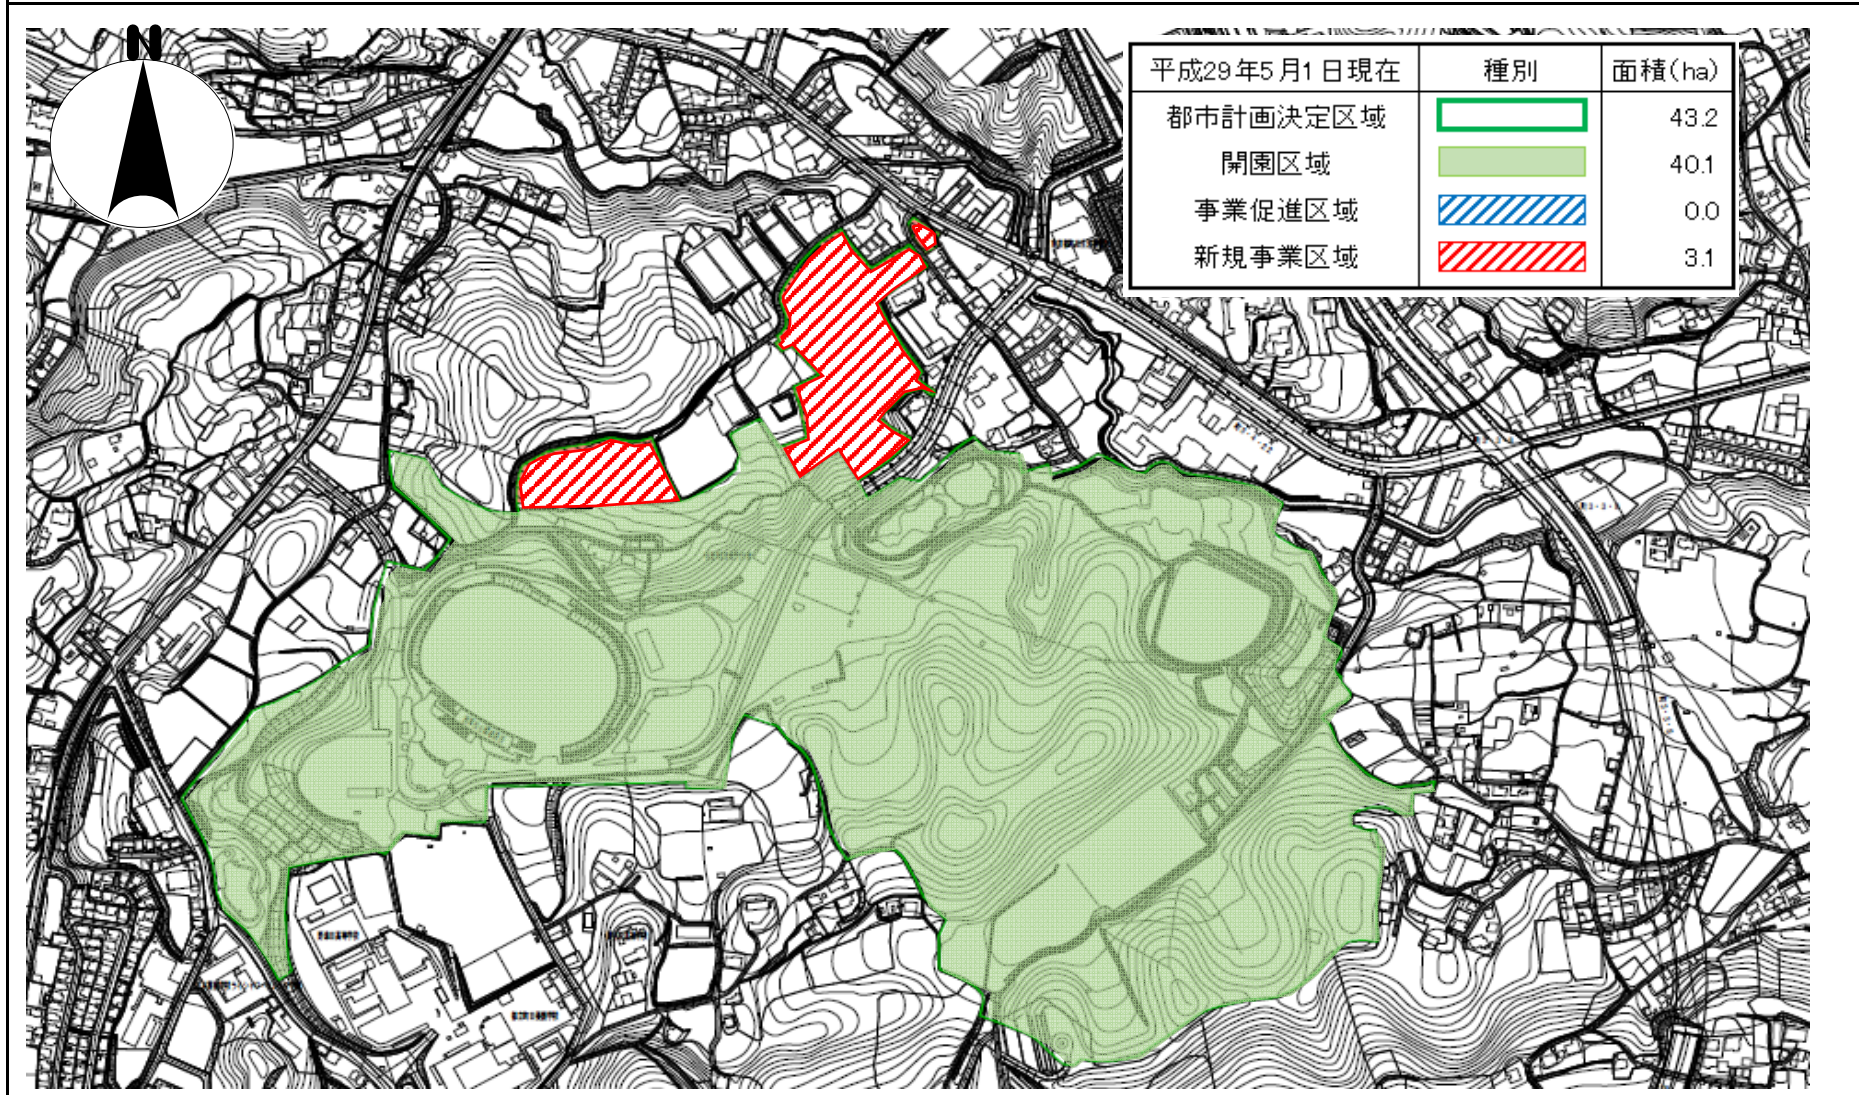 N
平成29年5月1日現在 種別 面積(ha)
都市計画決定区域 43.2
開園区域 40.1
事業促進区域 0.0
新規事業区域 3.1